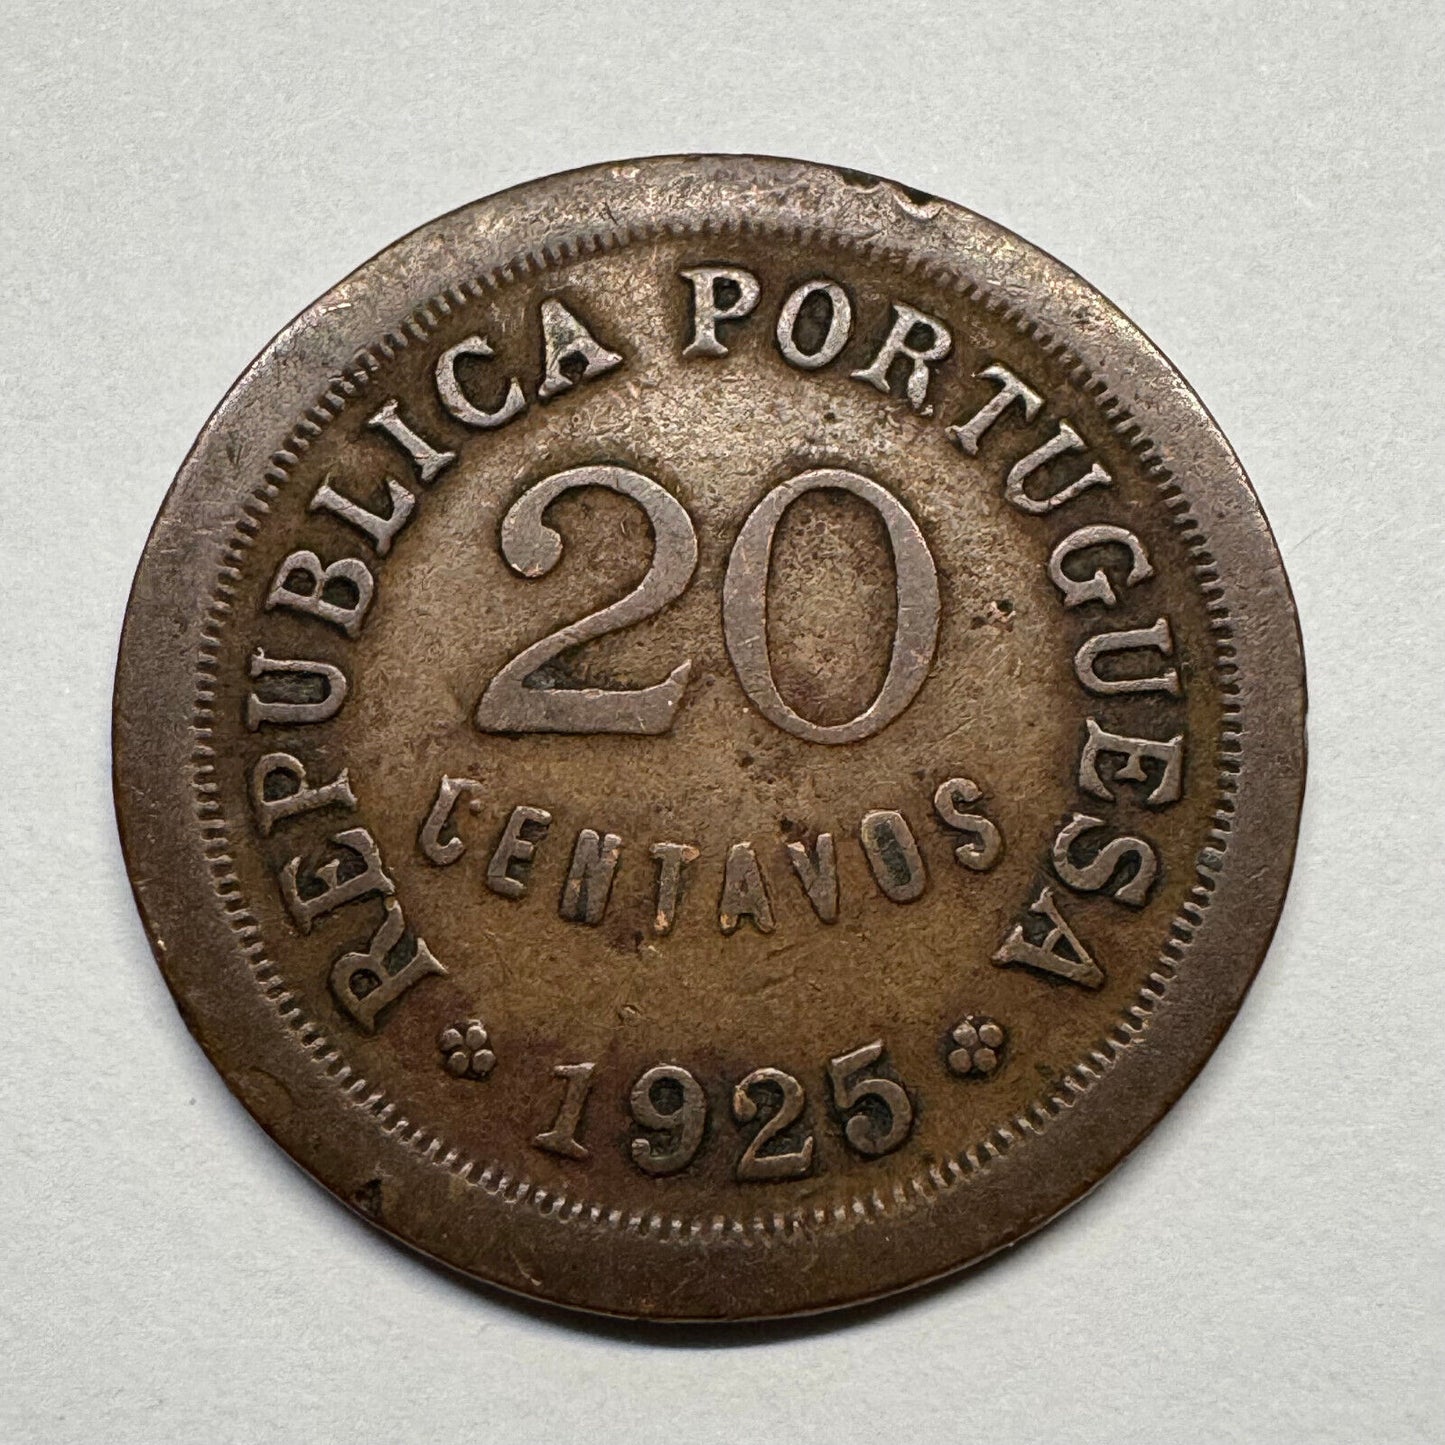 REPUBLICA PORTUGUESA
20
CENTAVOS
1925